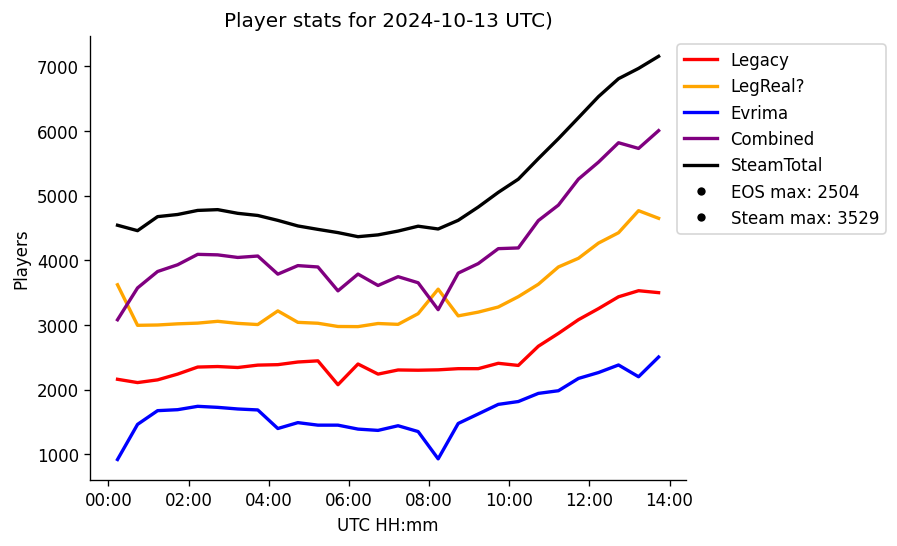 Player stats for 2024-10-13 UTC)
7000
6000
5000
4000
3000
2000
1000
Players
00:00 02:00 04:00 06:00 08:00 10:00 12:00 14:00
UTC HH:mm
Legacy
LegReal?
Evrima
Combined
SteamTotal
EOS max: 2504
Steam max: 3529